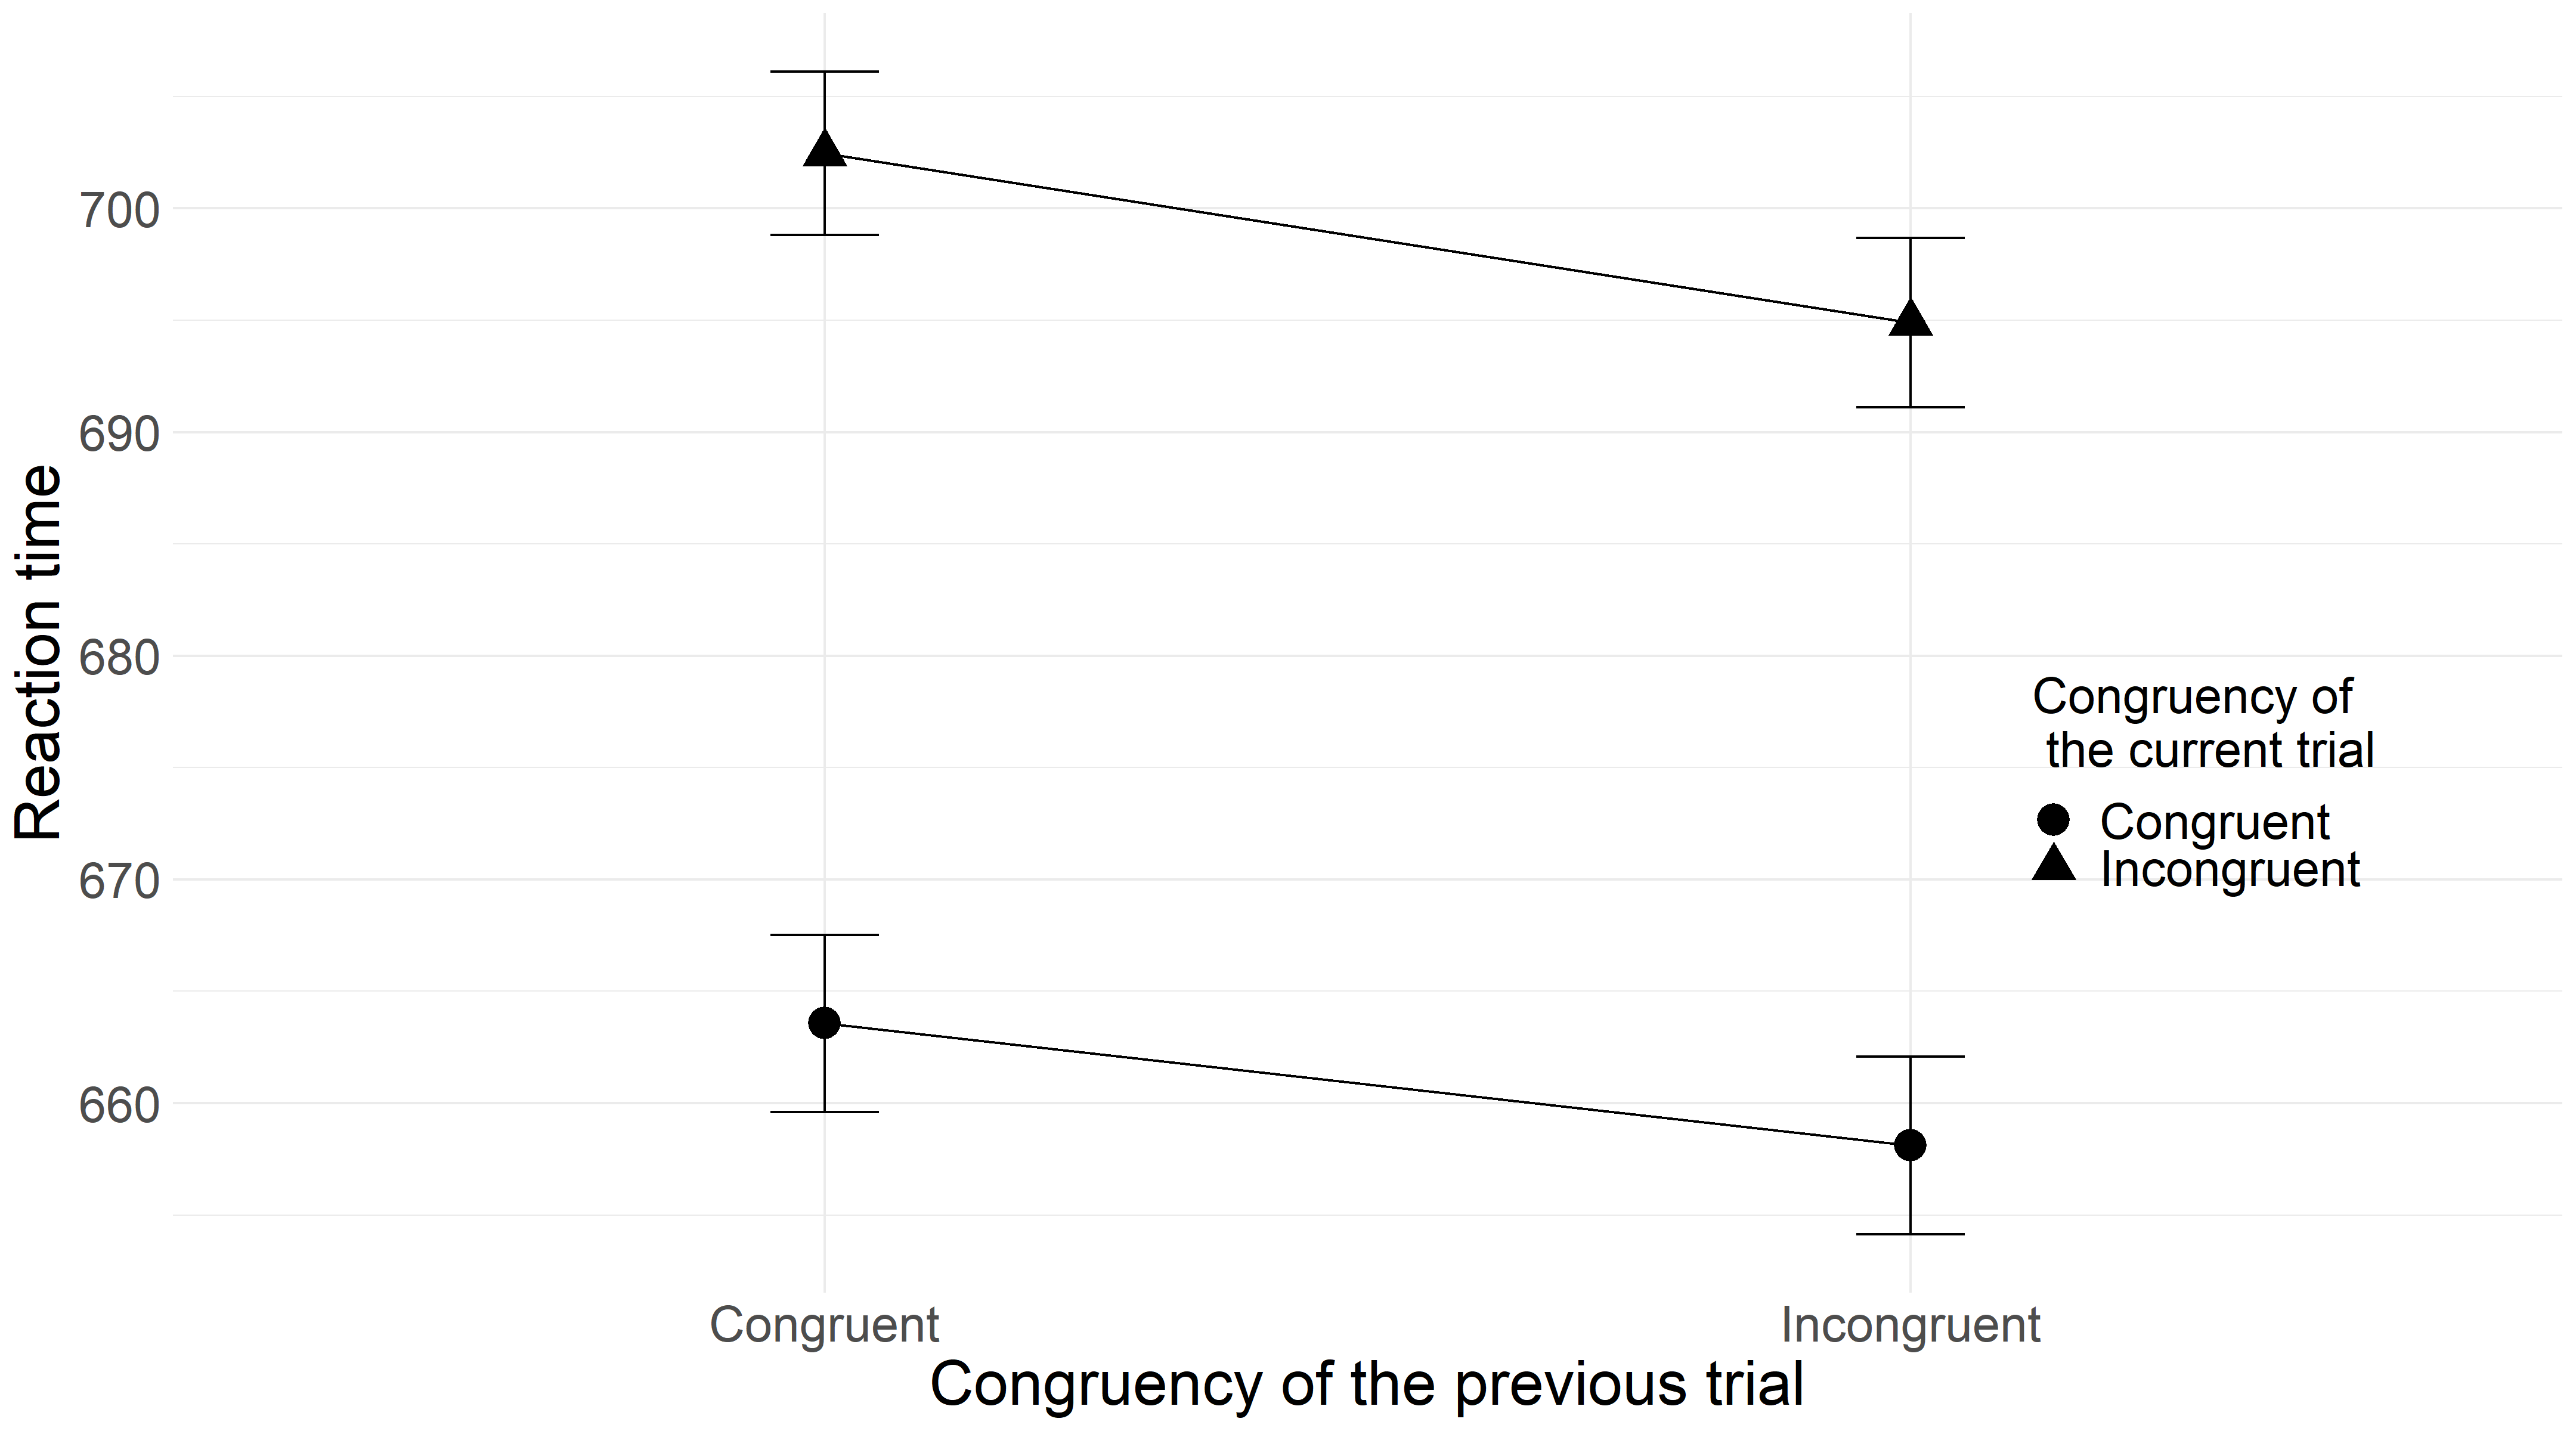 Reaction time
700
690
680
670
660
Congruency of
the current trial
Congruent
Incongruent
Congruent
Incongruent
Congruency of the previous trial